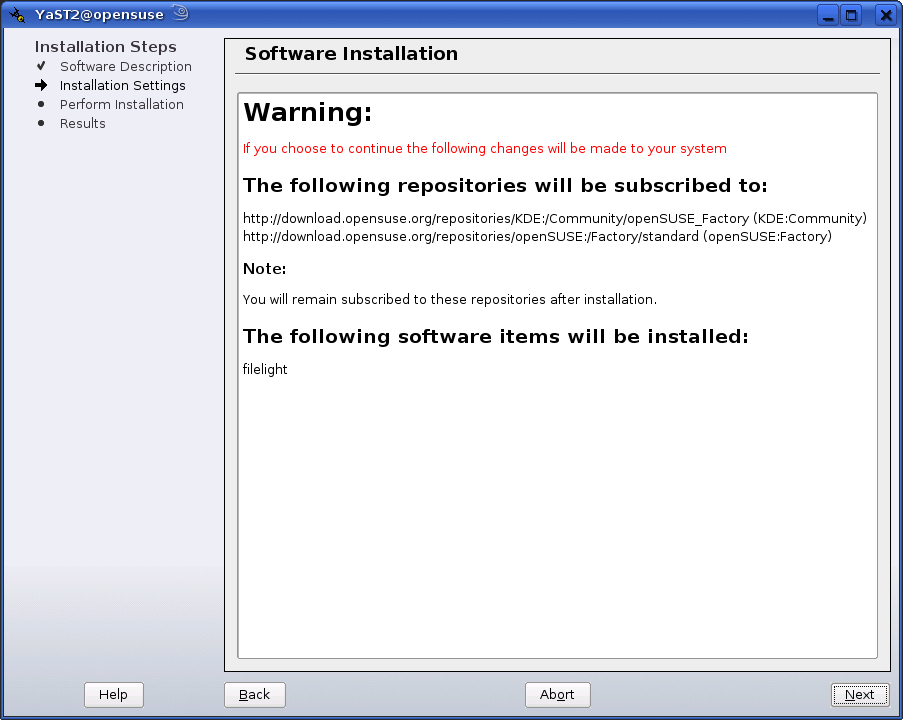 YaST2@opensuse
Installation Steps
Software Description
Installation Settings
Perform Installation
Results
Software Installation
Warning:
If you choose to continue the following changes will be made to your system
The following repositories will be subscribed to:
http://download.opensuse.org/repositories/KDE:/Community/openSUSE_Factory (KDE:Community)
http://download.opensuse.org/repositories/openSUSE:/Factory/standard (openSUSE:Factory)
Note:
You will remain subscribed to these repositories after installation.
The following software items will be installed:
filelight
Help
Back
Abort
Next